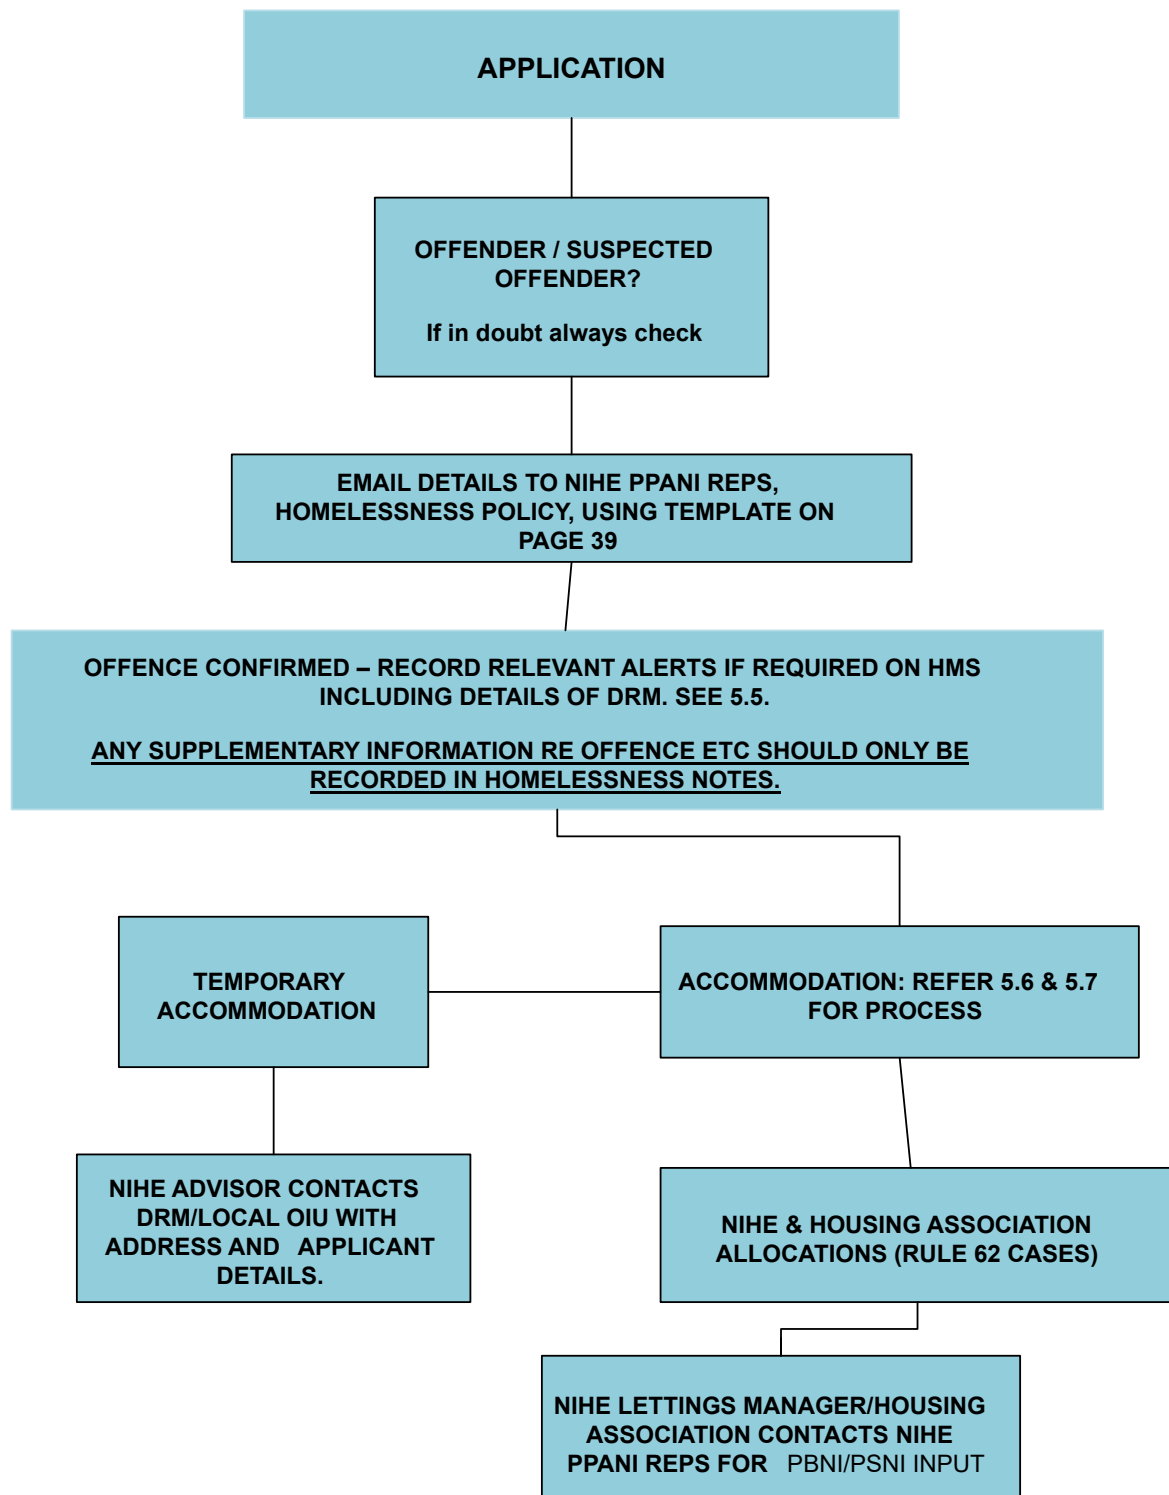 APPLICATION
OFFENDER / SUSPECTED
OFFENDER?
If in doubt always check
EMAIL DETAILS TO NIHE PPANI REPS,
HOMELESSNESS POLICY, USING TEMPLATE ON
PAGE 39
OFFENCE CONFIRMED – RECORD RELEVANT ALERTS IF REQUIRED ON HMS
INCLUDING DETAILS OF DRM. SEE 5.5.
ANY SUPPLEMENTARY INFORMATION RE OFFENCE ETC SHOULD ONLY BE
RECORDED IN HOMELESSNESS NOTES.
TEMPORARY
ACCOMMODATION
ACCOMMODATION: REFER 5.6 & 5.7
FOR PROCESS
NIHE ADVISOR CONTACTS
DRM/LOCAL OIU WITH
ADDRESS AND APPLICANT
DETAILS.
NIHE & HOUSING ASSOCIATION
ALLOCATIONS (RULE 62 CASES)
NIHE LETTINGS MANAGER/HOUSING
ASSOCIATION CONTACTS NIHE
PPANI REPS FOR PBNI/PSNI INPUT